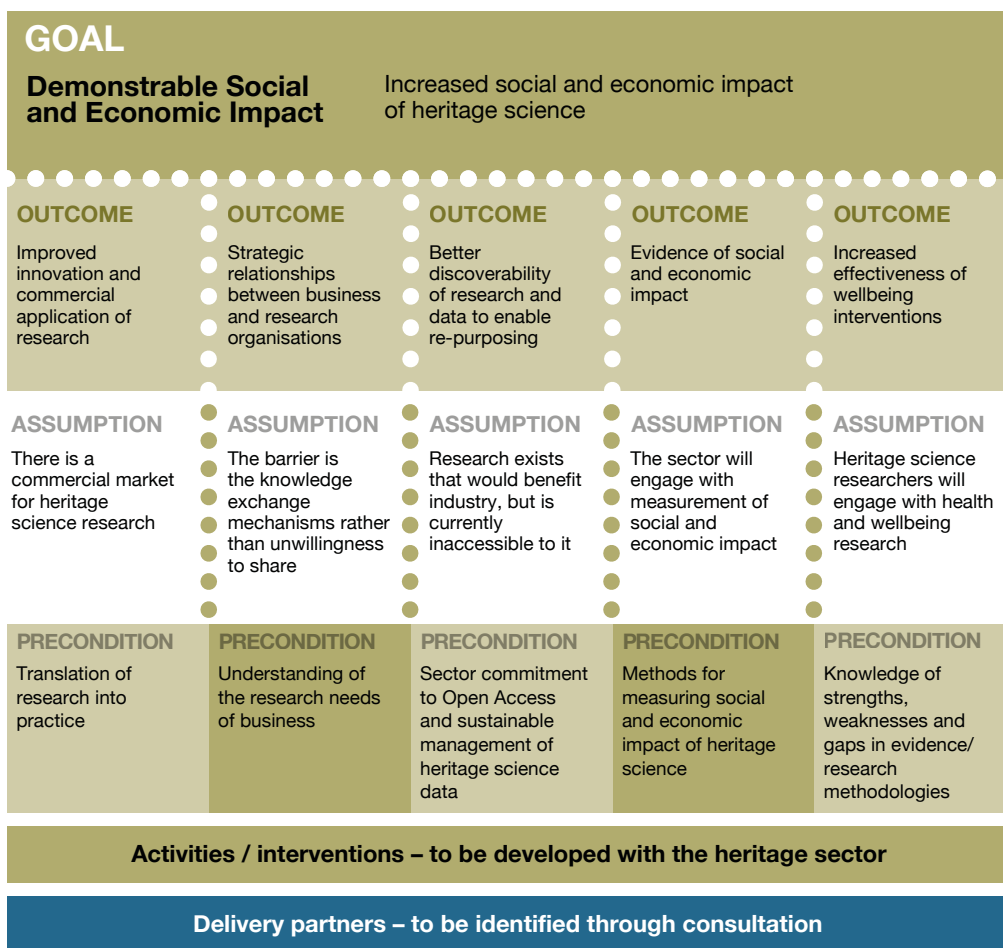 GOAL
Demonstrable Social
and Economic Impact
Increased social and economic impact
of heritage science
OUTCOME
Improved
innovation and
commercial
application of
research
OUTCOME
Strategic
relationships
between business
and research
organisations
OUTCOME
Better
discoverability
of research and
data to enable
re-purposing
OUTCOME
Evidence of social
and economic
impact
OUTCOME
Increased
effectiveness of
wellbeing
interventions
ASSUMPTION
There is a
commercial market
for heritage
science research
ASSUMPTION
The barrier is
the knowledge
exchange
mechanisms rather
than unwillingness
to share
ASSUMPTION
Research exists
that would benefit
industry, but is
currently
inaccessible to it
ASSUMPTION
The sector will
engage with
measurement of
social and
economic impact
ASSUMPTION
Heritage science
researchers will
engage with health
and wellbeing
research
PRECONDITION
Translation of
research into
practice
PRECONDITION
Understanding of
the research needs
of business
PRECONDITION
Sector commitment
to Open Access
and sustainable
management of
heritage science
data
PRECONDITION
Methods for
measuring social
and economic
impact of heritage
science
PRECONDITION
Knowledge of
strengths,
weaknesses and
gaps in evidence/
research
methodologies
Activities / interventions – to be developed with the heritage sector
Delivery partners – to be identified through consultation